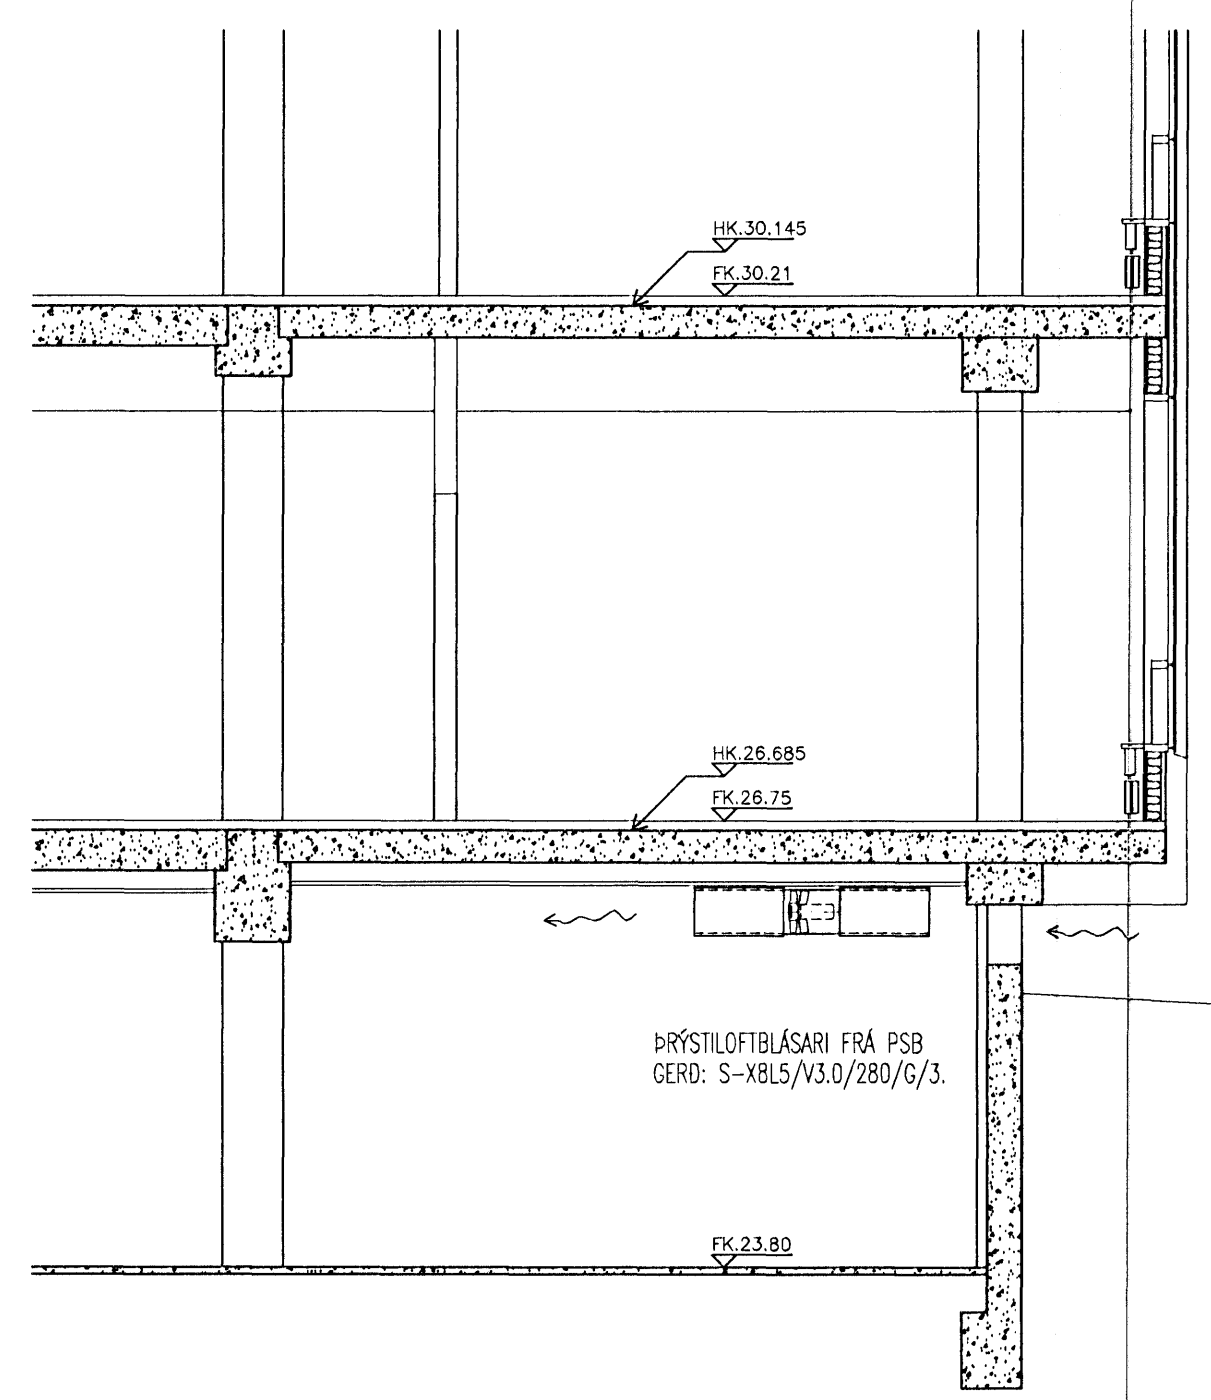 HK.30.145
FK.30.21
HK.26.685
FK.26.75
ÞRÝSTILOFTBLÁSARI FRÁ PSB
GERÐ: S-X8L5/V3.0/280/G/3.
FK.23.80